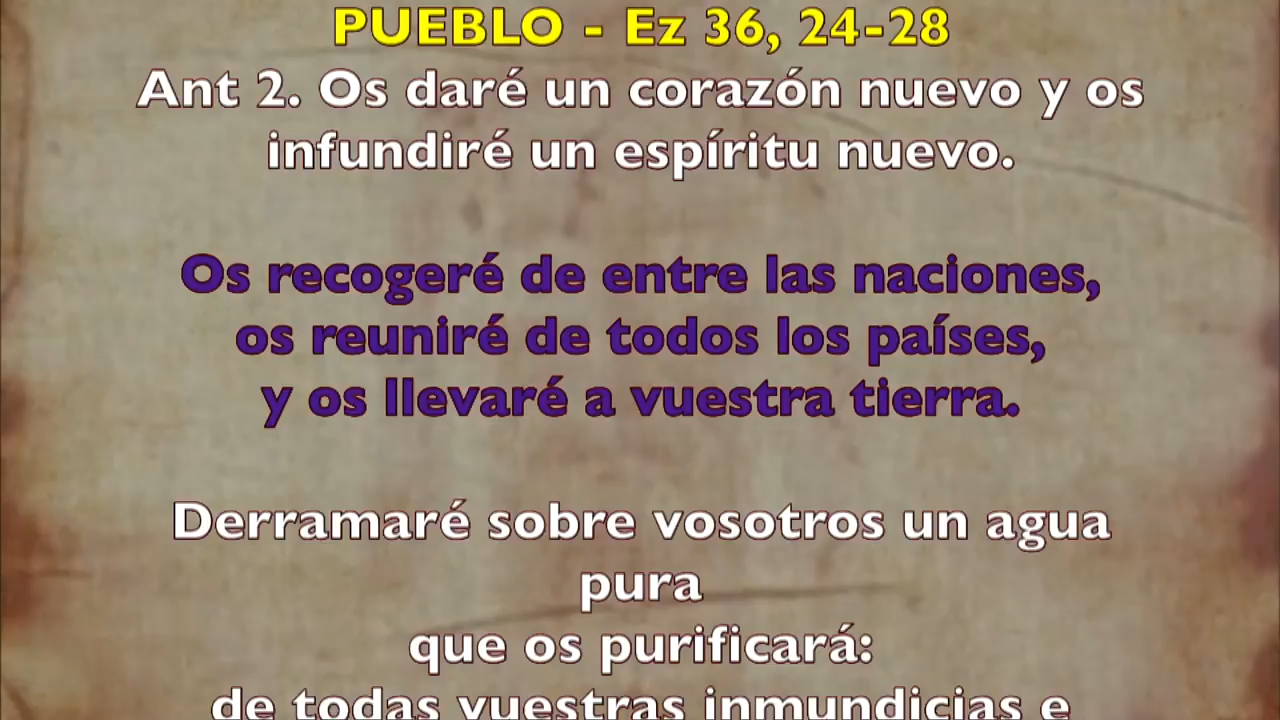 PUEBLO - Ez 36, 24-28
Ant 2. Os daré un corazón nuevo y os
infundiré un espíritu nuevo.
Os recogeré de entre las naciones,
os reuniré de todos los países,
y os llevaré a vuestra tierra.
Derramaré sobre vosotros un agua
pura
que os purificará:
de todas vuestras inmundicias e